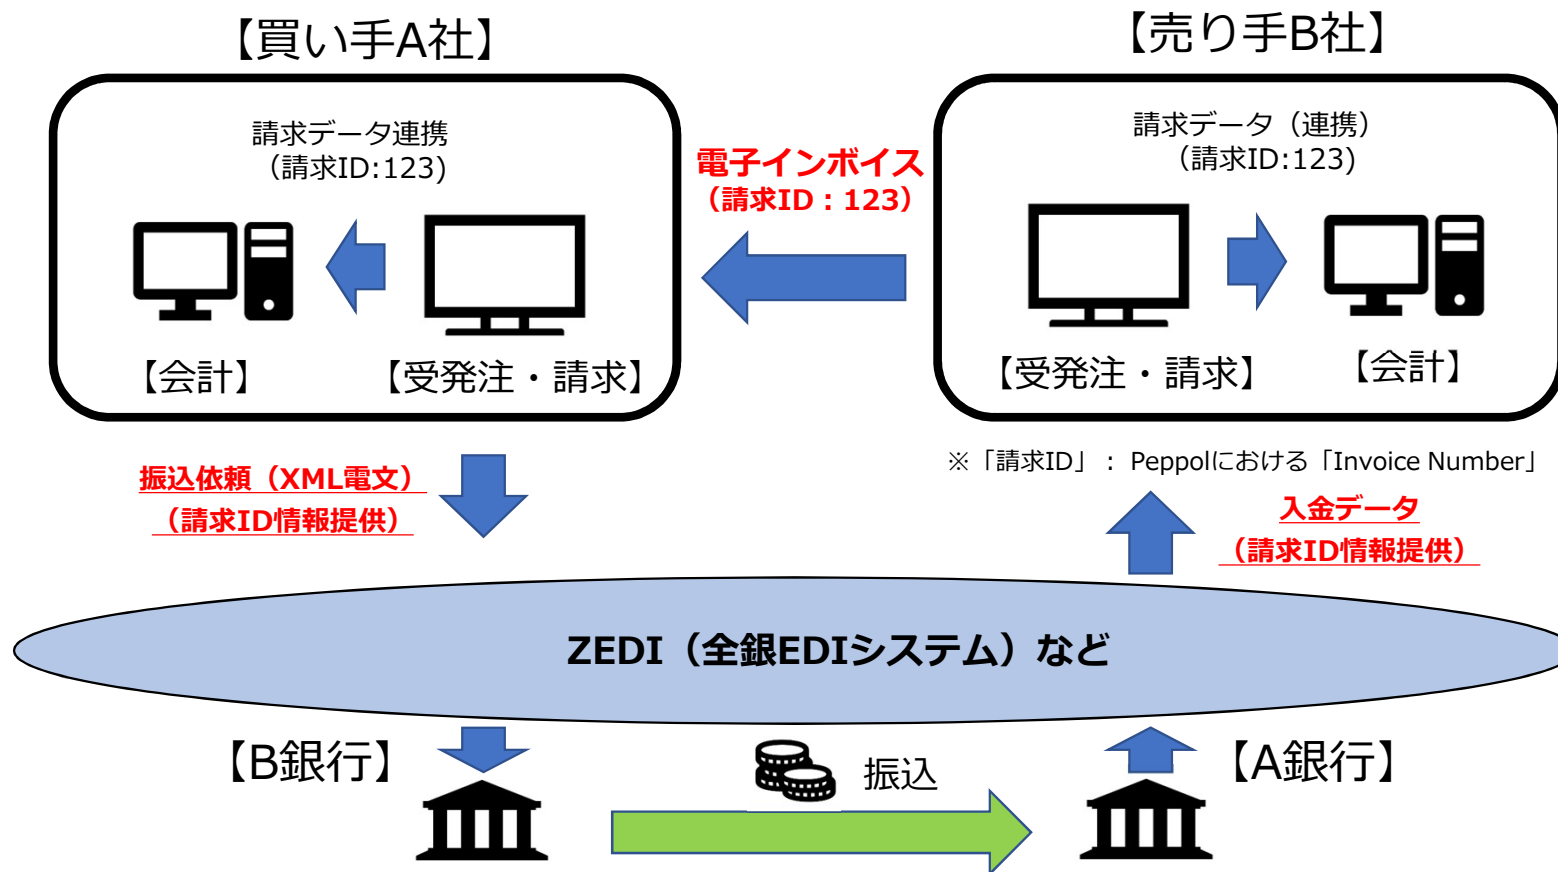 【買い手A社】
【売り手B社】
請求データ連携
（請求ID:123)
電子インボイス
（請求ID：123）
請求データ（連携）
（請求ID:123)
【会計】
【受発注・請求】
【受発注・請求】
【会計】
※「請求ID」：Peppolにおける「Invoice Number」
振込依頼（XML電文）
（請求ID情報提供）
入金データ
（請求ID情報提供）
ZEDI（全銀EDIシステム）など
【B銀行】
振込
【A銀行】